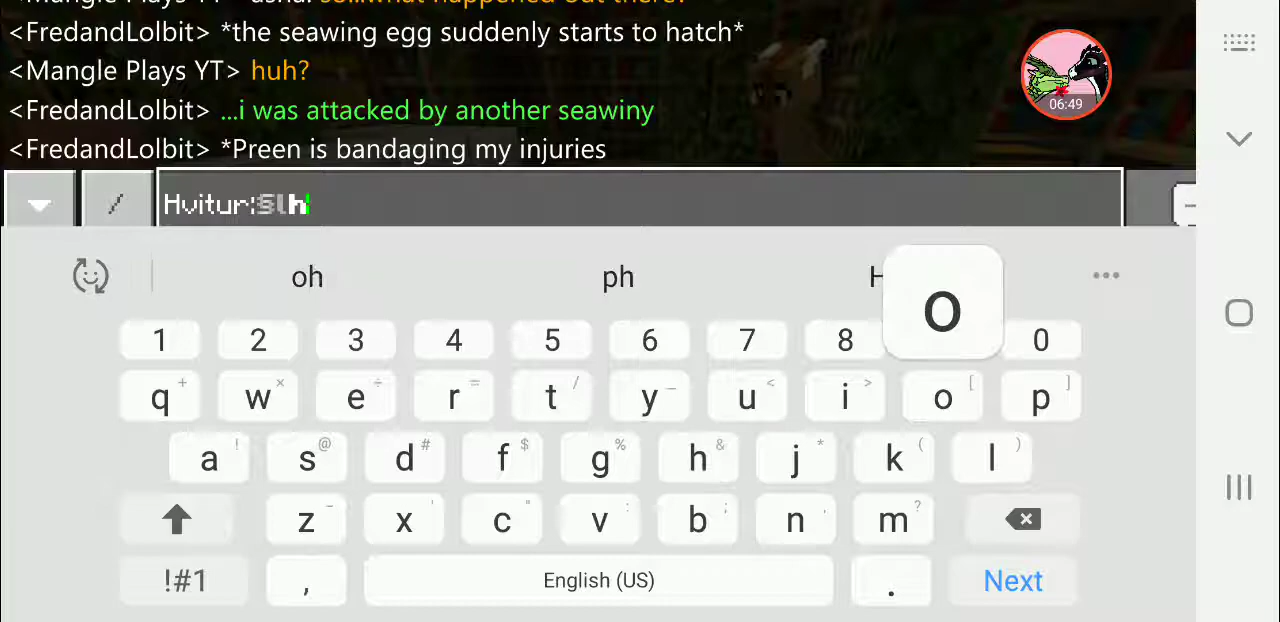 <FredandLolbit> *the seawing egg suddenly starts to hatch*
<Mangle Plays YT> huh?
<FredandLolbit> ...i was attacked by another seawiny
<FredandLolbit> *Preen is bandaging my injuries
06:49
/ Hvitur:§lh
oh ph
o
1 2 3 4 5 6 7 8 0
q w e r t y u i o p
a s d f g h j k l
z x c v b n m
!#1 , English (US) . Next